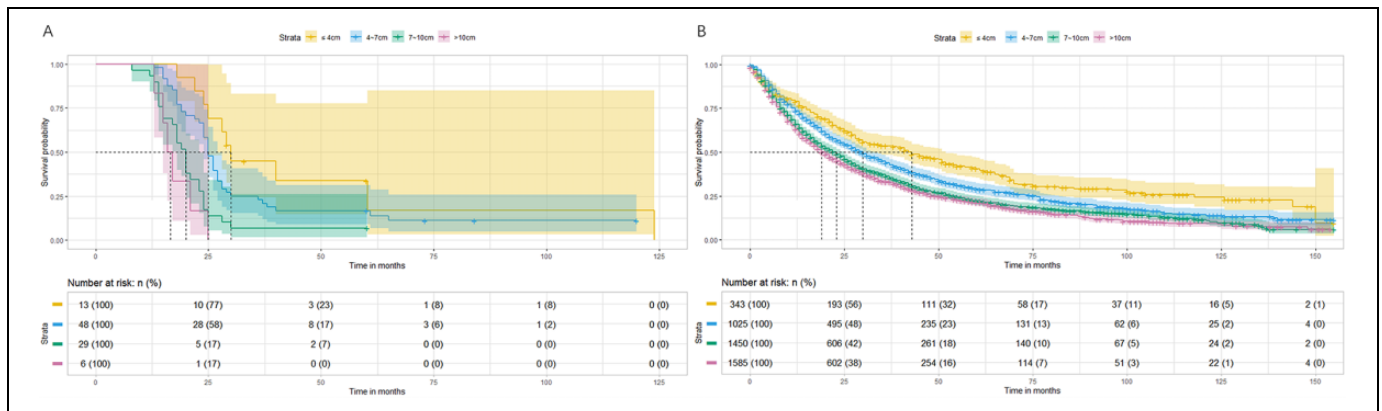 A
Strata ≤ 4cm 4~7cm 7~10cm >10cm
1.00
0.75
0.50
0.25
0.00
Survival probability
0 25 50 75 100 125
Time in months
Number at risk: n (%)
Strata
13 (100) 10 (77) 3 (23) 1 (8) 1 (8) 0 (0)
48 (100) 28 (58) 8 (17) 3 (6) 1 (2) 0 (0)
29 (100) 5 (17) 2 (7) 0 (0) 0 (0) 0 (0)
6 (100) 1 (17) 0 (0) 0 (0) 0 (0) 0 (0)
0 25 50 75 100 125
Time in months
B
Strata ≤ 4cm 4~7cm 7~10cm >10cm
1.00
0.75
0.50
0.25
0.00
Survival probability
0 25 50 75 100 125 150
Time in months
Number at risk: n (%)
Strata
343 (100) 193 (56) 111 (32) 58 (17) 37 (11) 16 (5) 2 (1)
1025 (100) 495 (48) 235 (23) 131 (13) 62 (6) 25 (2) 4 (0)
1450 (100) 606 (42) 261 (18) 140 (10) 67 (5) 24 (2) 2 (0)
1585 (100) 602 (38) 254 (16) 114 (7) 51 (3) 22 (1) 4 (0)
0 25 50 75 100 125 150
Time in months